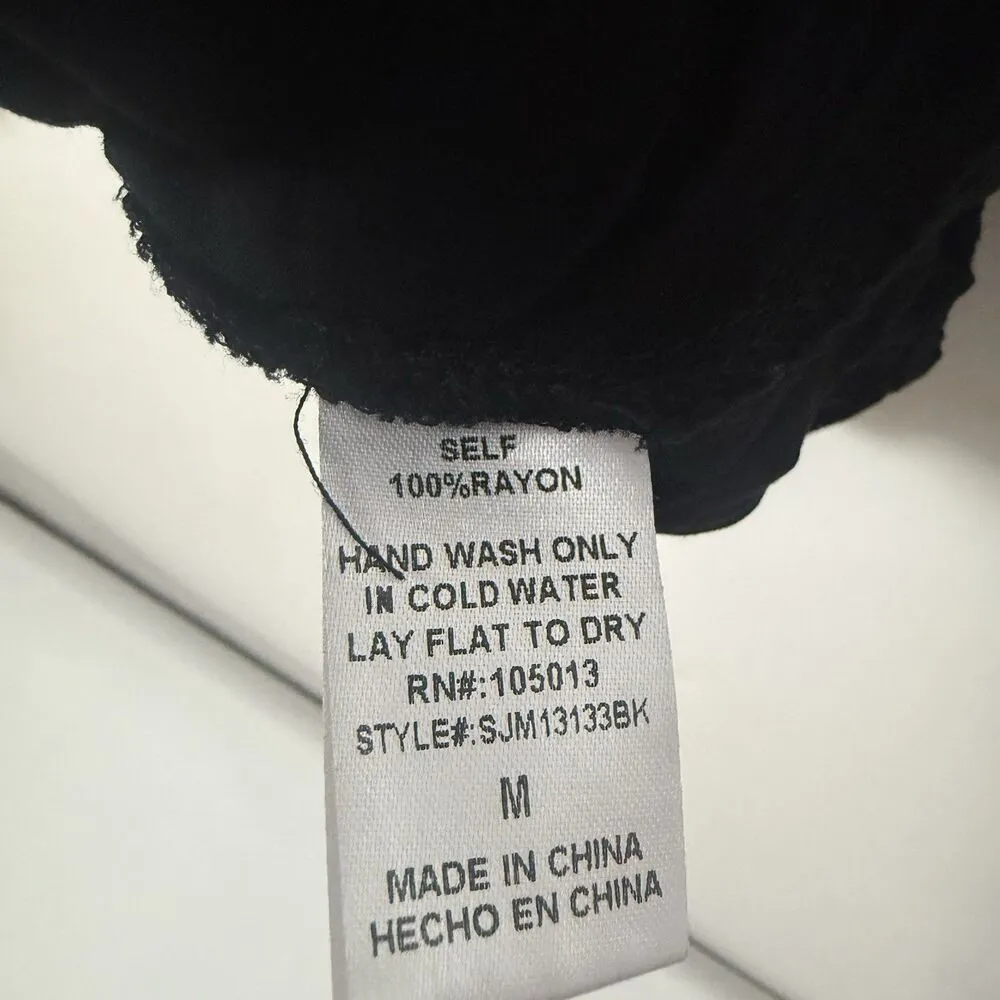 SELF
100%RAYON
HAND WASH ONLY
IN COLD WATER
LAY FLAT TO DRY
RN#:105013
STYLE#:SJM13133BK
M
MADE IN CHINA
HECHO EN CHINA